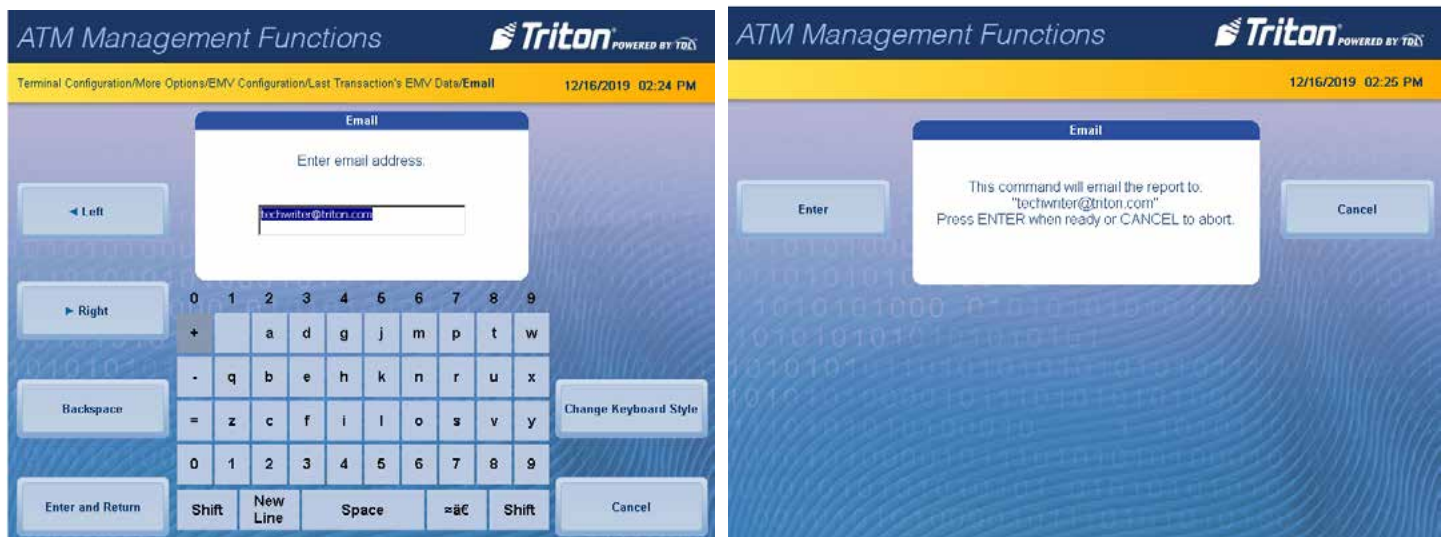 ATM Management Functions
Triton POWERED BY TDL
Terminal Configuration/More Options/EMV Configuration/Last Transaction's EMV Data/Email 12/16/2019 02:24 PM
Email
Enter email address:
techwriter@triton.com
◄ Left
► Right
Backspace
Enter and Return
0 1 2 3 4 5 6 7 8 9
+ a d g j m p t w
- q b e h k n r u x
= z c f i l o s v y
0 1 2 3 4 5 6 7 8 9
Shift New Line Space ≈ä€ Shift
Change Keyboard Style
Cancel
ATM Management Functions
Triton POWERED BY TDL
12/16/2019 02:25 PM
Email
This command will email the report to:
"techwriter@triton.com"
Press ENTER when ready or CANCEL to abort.
Enter
Cancel